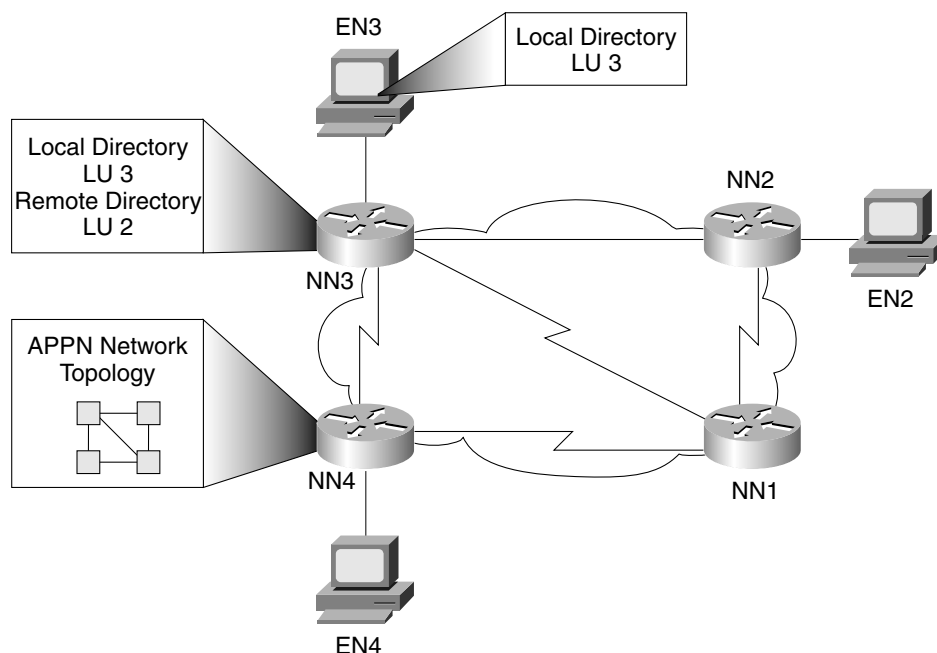 EN3
Local Directory
LU 3
Local Directory
LU 3
Remote Directory
LU 2
NN2
NN3
EN2
APPN Network
Topology
NN4
NN1
EN4